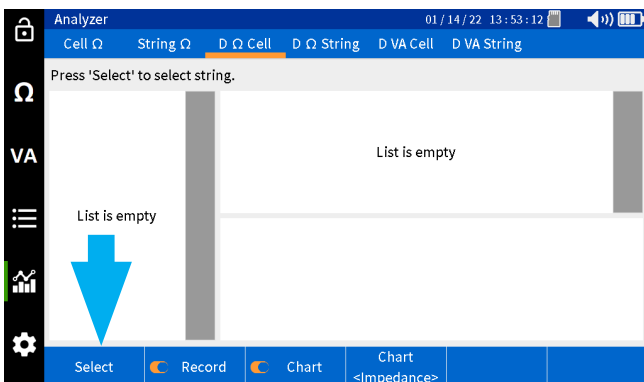 Analyzer 01/14/22 13:53:12
Cell Ω String Ω D Ω Cell D Ω String D VA Cell D VA String
Press 'Select' to select string.
Ω
VA
List is empty
List is empty
Select Record Chart Chart
<Impedance>